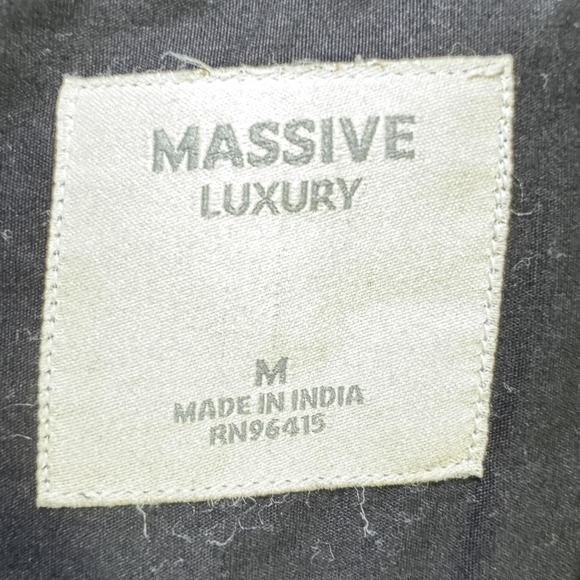 MASSIVE
LUXURY
M
MADE IN INDIA
RN96415